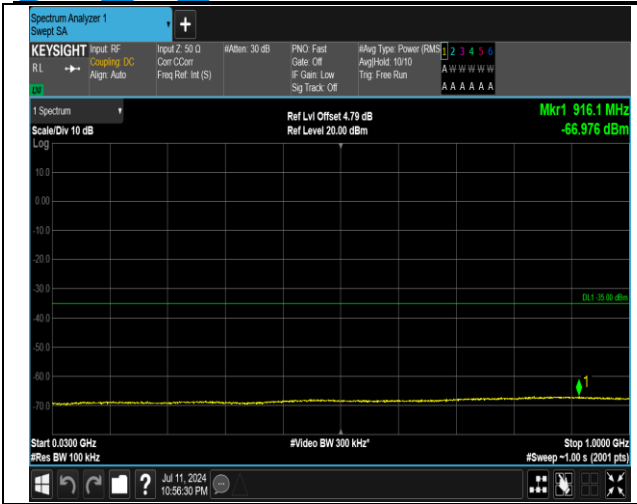 Spectrum Analyzer 1
Swept SA
+
KEYSIGHT
RL
Input: RF
Coupling: DC
Align: Auto
Input Z: 50 Ω
Corr CCorr
Freq Ref: Int (S)
#Atten: 30 dB
PNO: Fast
Gate: Off
IF Gain: Low
Sig Track: Off
#Avg Type: Power (RMS
Avg|Hold: 10/10
Trig: Free Run
1 2 3 4 5 6
A W W W W W
A A A A A A
LXI
1 Spectrum
Scale/Div 10 dB
Log
Ref Lvl Offset 4.79 dB
Ref Level 20.00 dBm
Mkr1 916.1 MHz
-66.976 dBm
10.0
0.00
-10.0
-20.0
-30.0
DL1 -35.00 dBm
-40.0
-50.0
-60.0
1
-70.0
Start 0.0300 GHz
#Res BW 100 kHz
#Video BW 300 kHz*
Stop 1.0000 GHz
#Sweep ~1.00 s (2001 pts)
?
Jul 11, 2024
10:56:30 PM